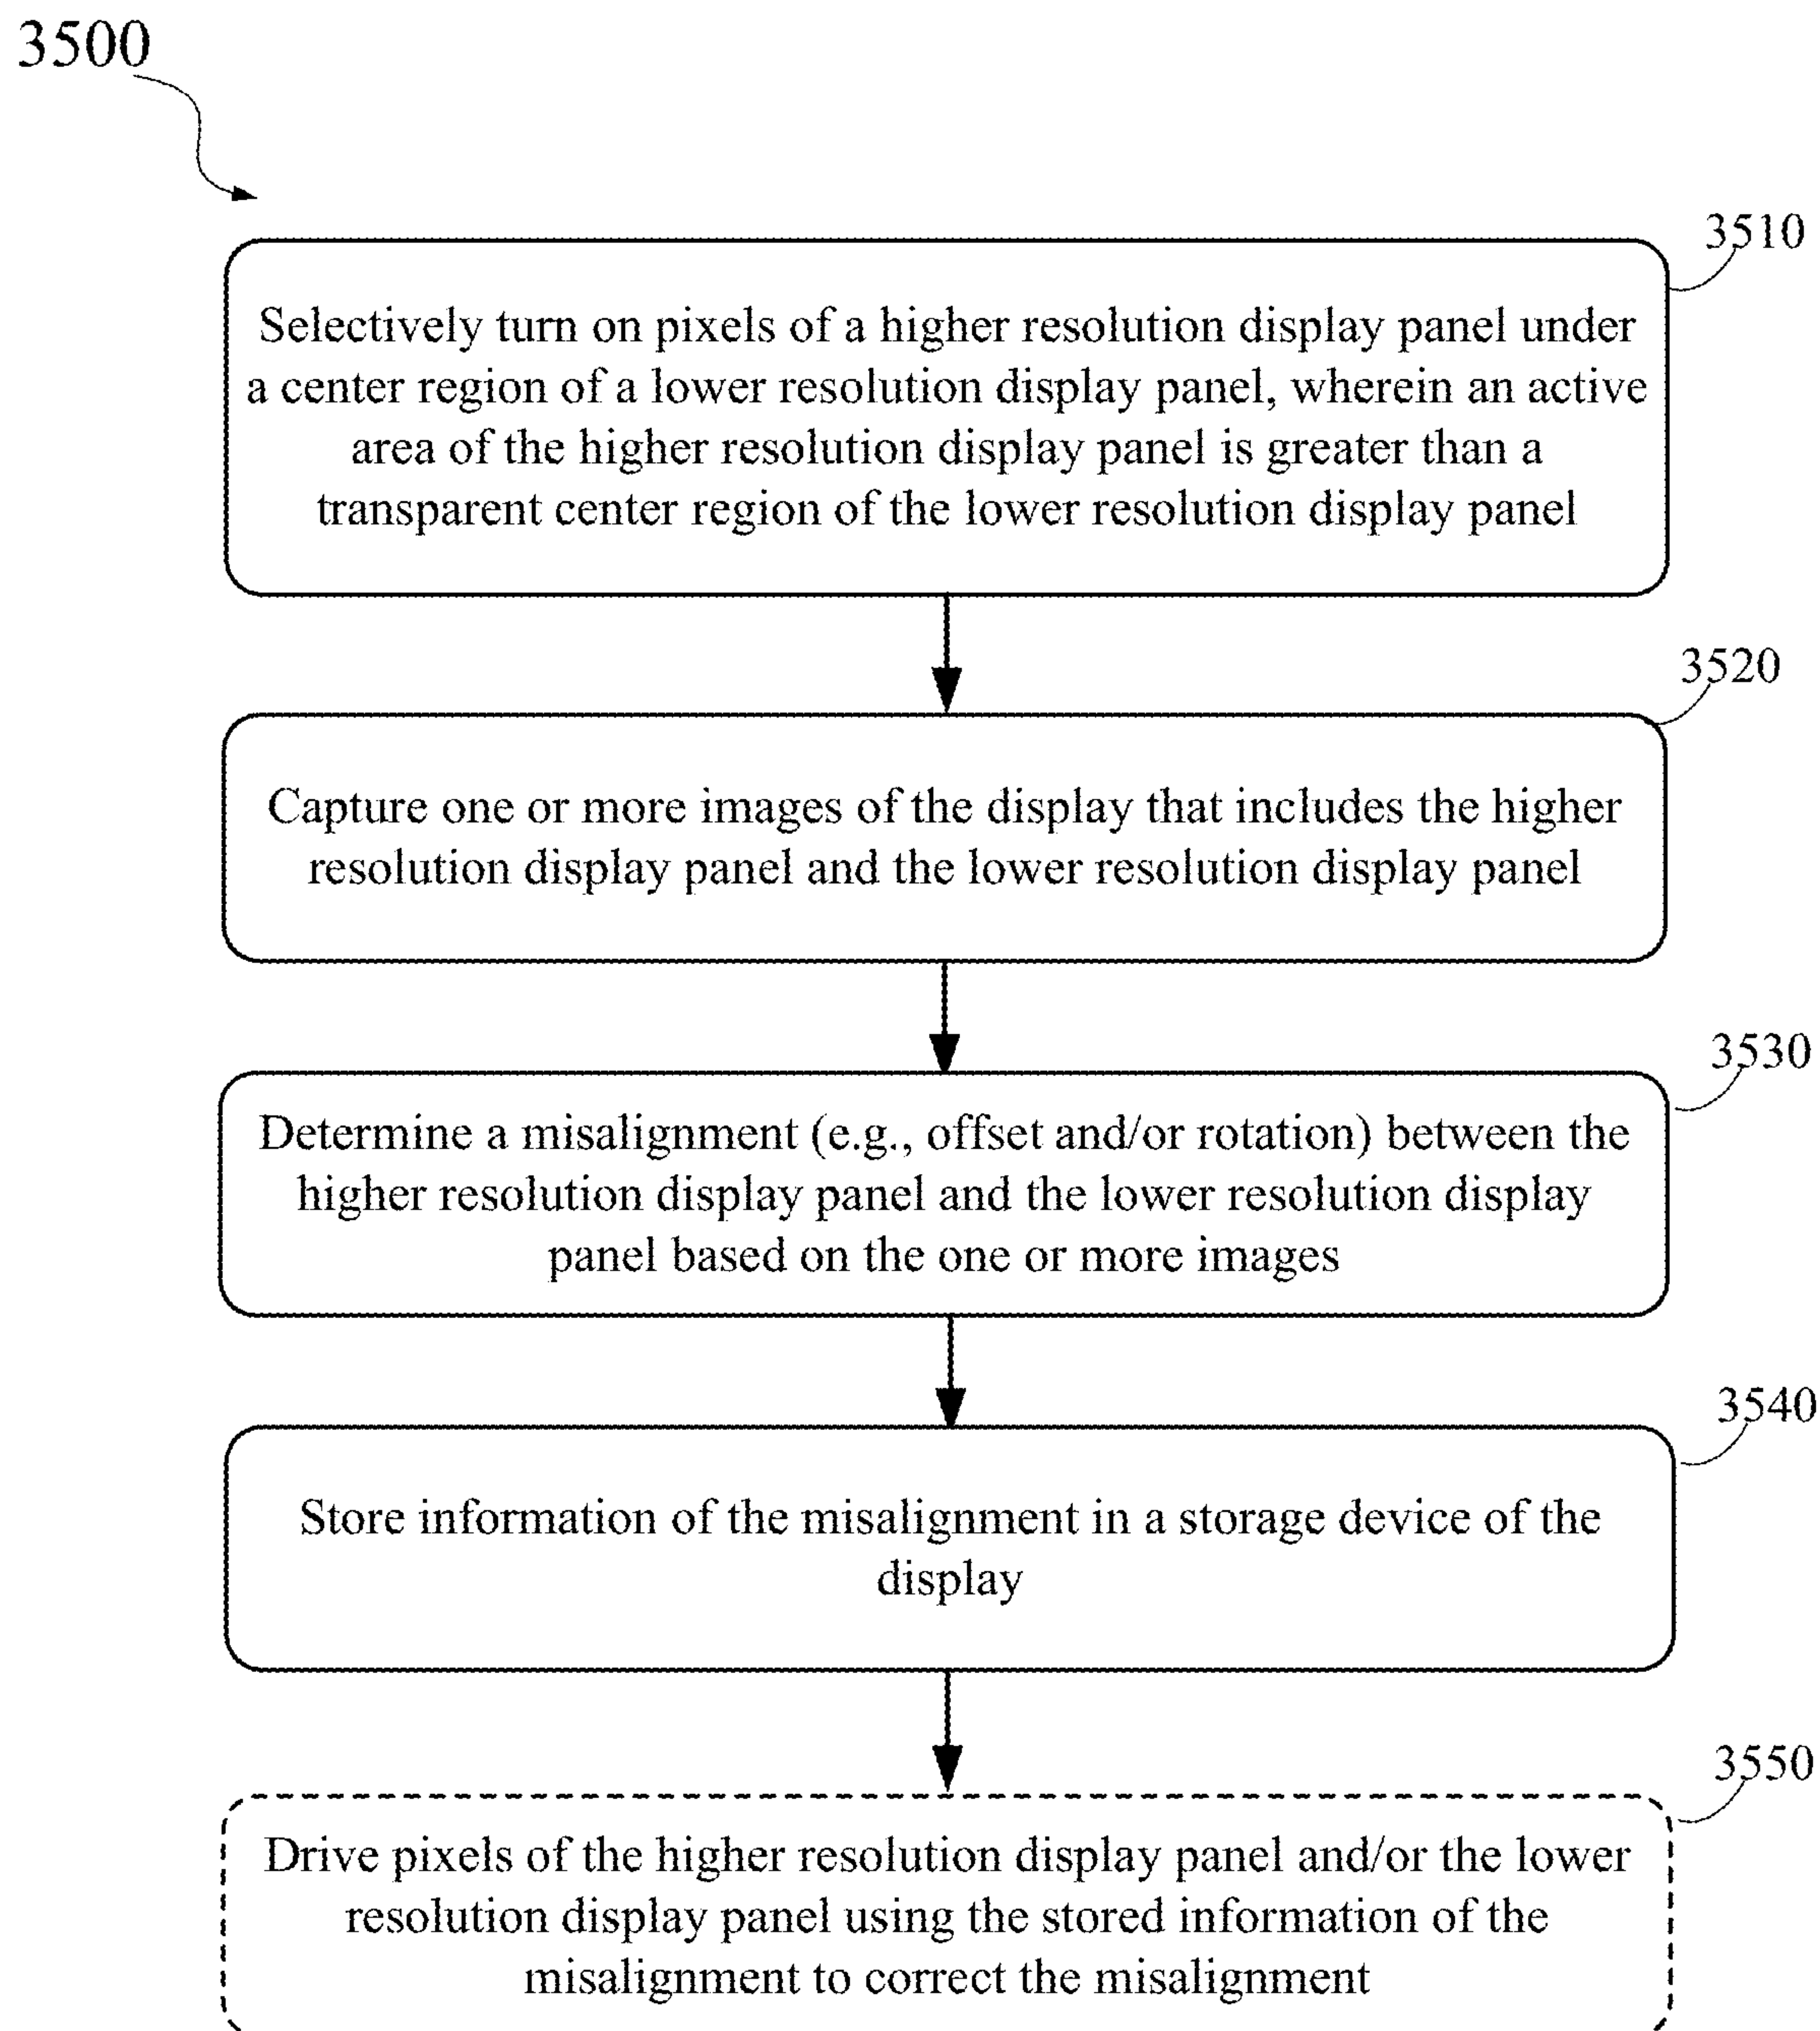 3500
3510
Selectively turn on pixels of a higher resolution display panel under
a center region of a lower resolution display panel, wherein an active
area of the higher resolution display panel is greater than a
transparent center region of the lower resolution display panel
3520
Capture one or more images of the display that includes the higher
resolution display panel and the lower resolution display panel
3530
Determine a misalignment (e.g., offset and/or rotation) between the
higher resolution display panel and the lower resolution display
panel based on the one or more images
3540
Store information of the misalignment in a storage device of the
display
3550
Drive pixels of the higher resolution display panel and/or the lower
resolution display panel using the stored information of the
misalignment to correct the misalignment